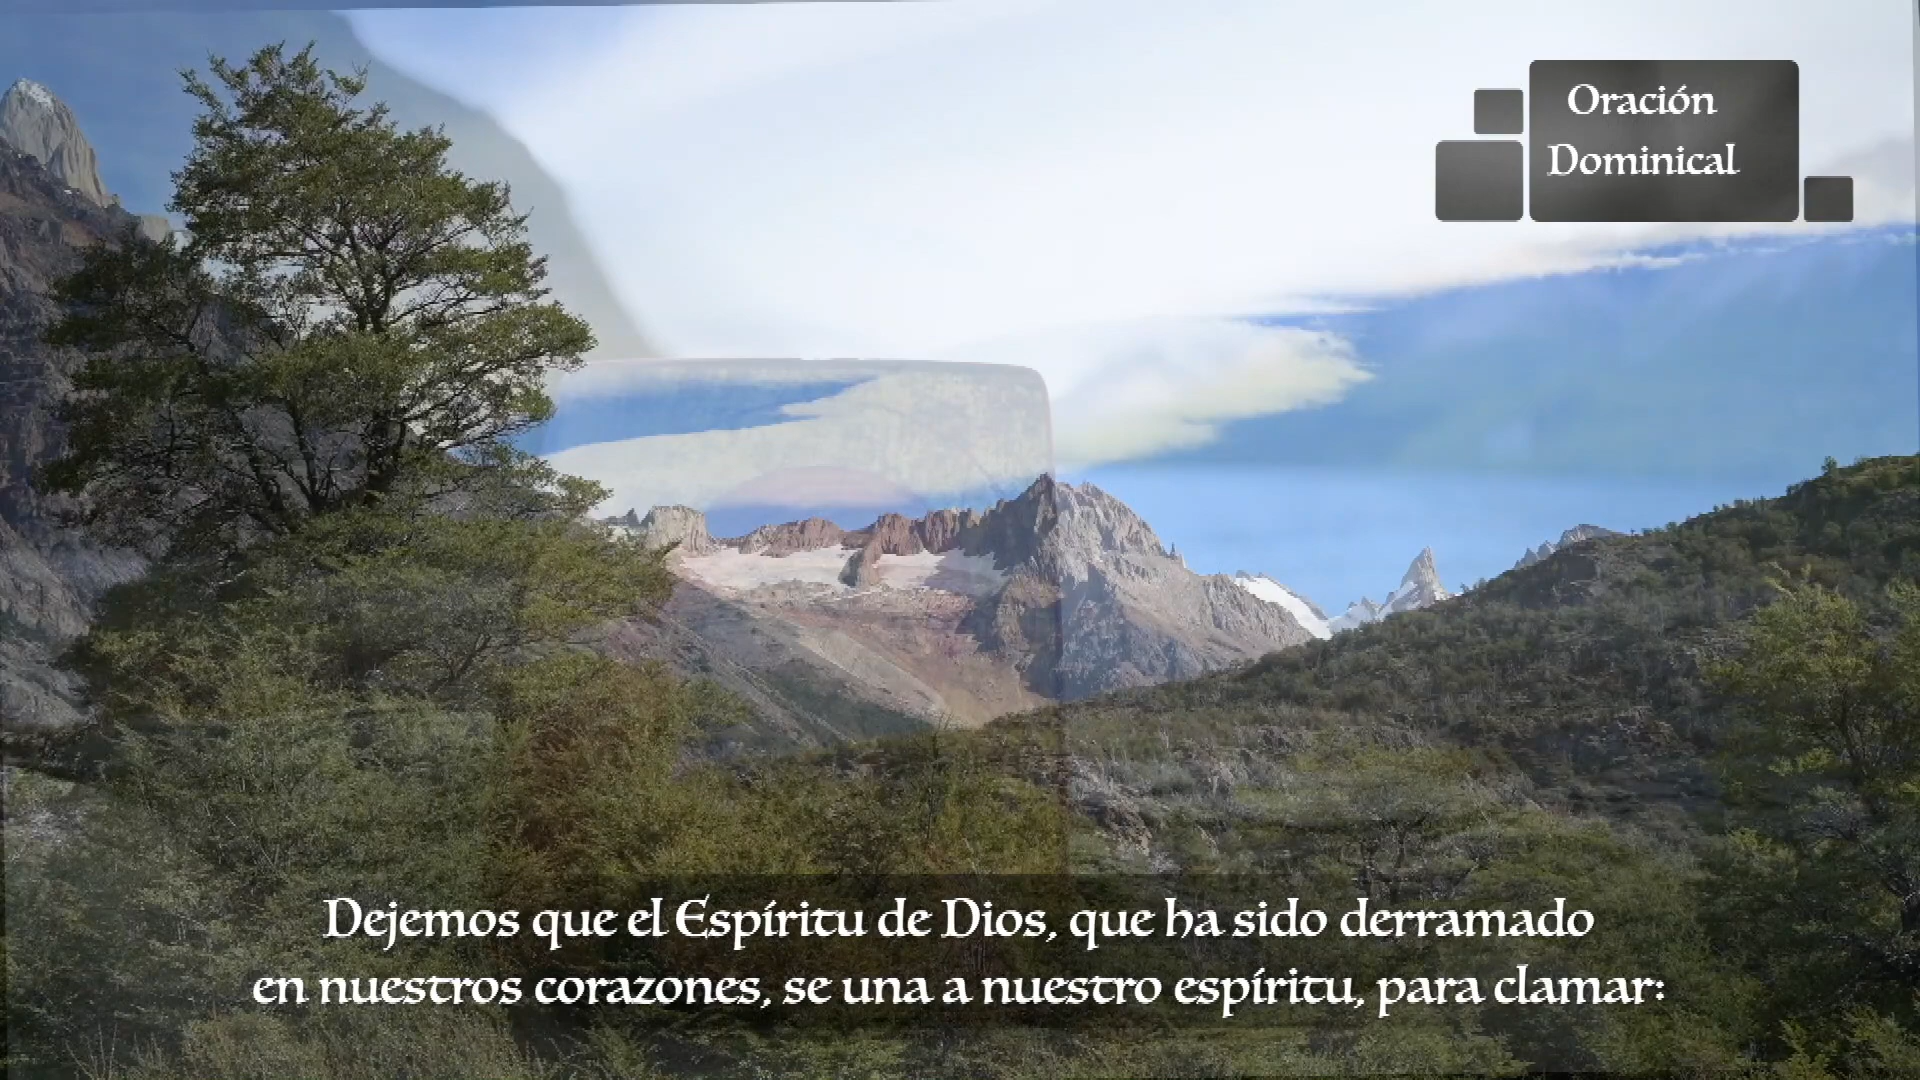 Oración
Dominical
Dejemos que el Espíritu de Dios, que ha sido derramado
en nuestros corazones, se una a nuestro espíritu, para clamar: